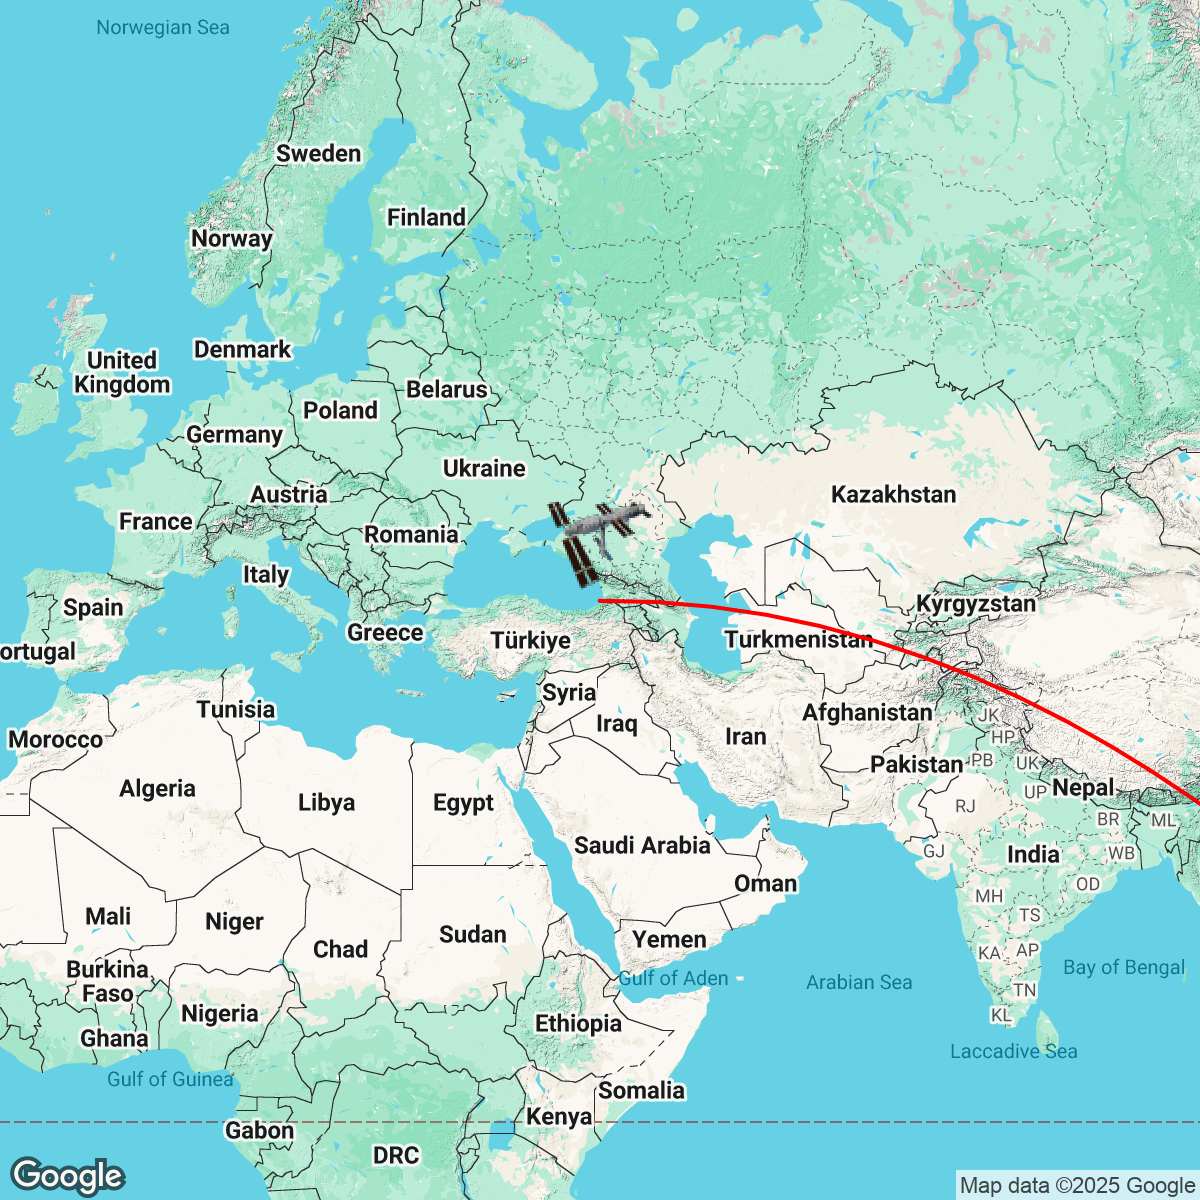 Norwegian Sea
Sweden
Finland
Norway
Denmark
United
Kingdom
Belarus
Poland
Germany
Ukraine
Austria
Kazakhstan
France
Romania
Italy
Kyrgyzstan
Spain
Greece
Türkiye
Turkmenistan
ortugal
Syria
Tunisia
Iraq
Afghanistan
JK
Morocco
Iran
HP
Pakistan
PB
UK
Algeria
Nepal
UP
Libya
Egypt
RJ
BR
ML
Saudi Arabia
GJ
India
WB
Oman
OD
MH
Mali
Niger
TS
Sudan
Yemen
Chad
KA
AP
Burkina
Faso
Gulf of Aden
Arabian Sea
Bay of Bengal
TN
Nigeria
KL
Ethiopia
Ghana
Laccadive Sea
Gulf of Guinea
Somalia
Kenya
Gabon
DRC
Google
Map data ©2025 Google